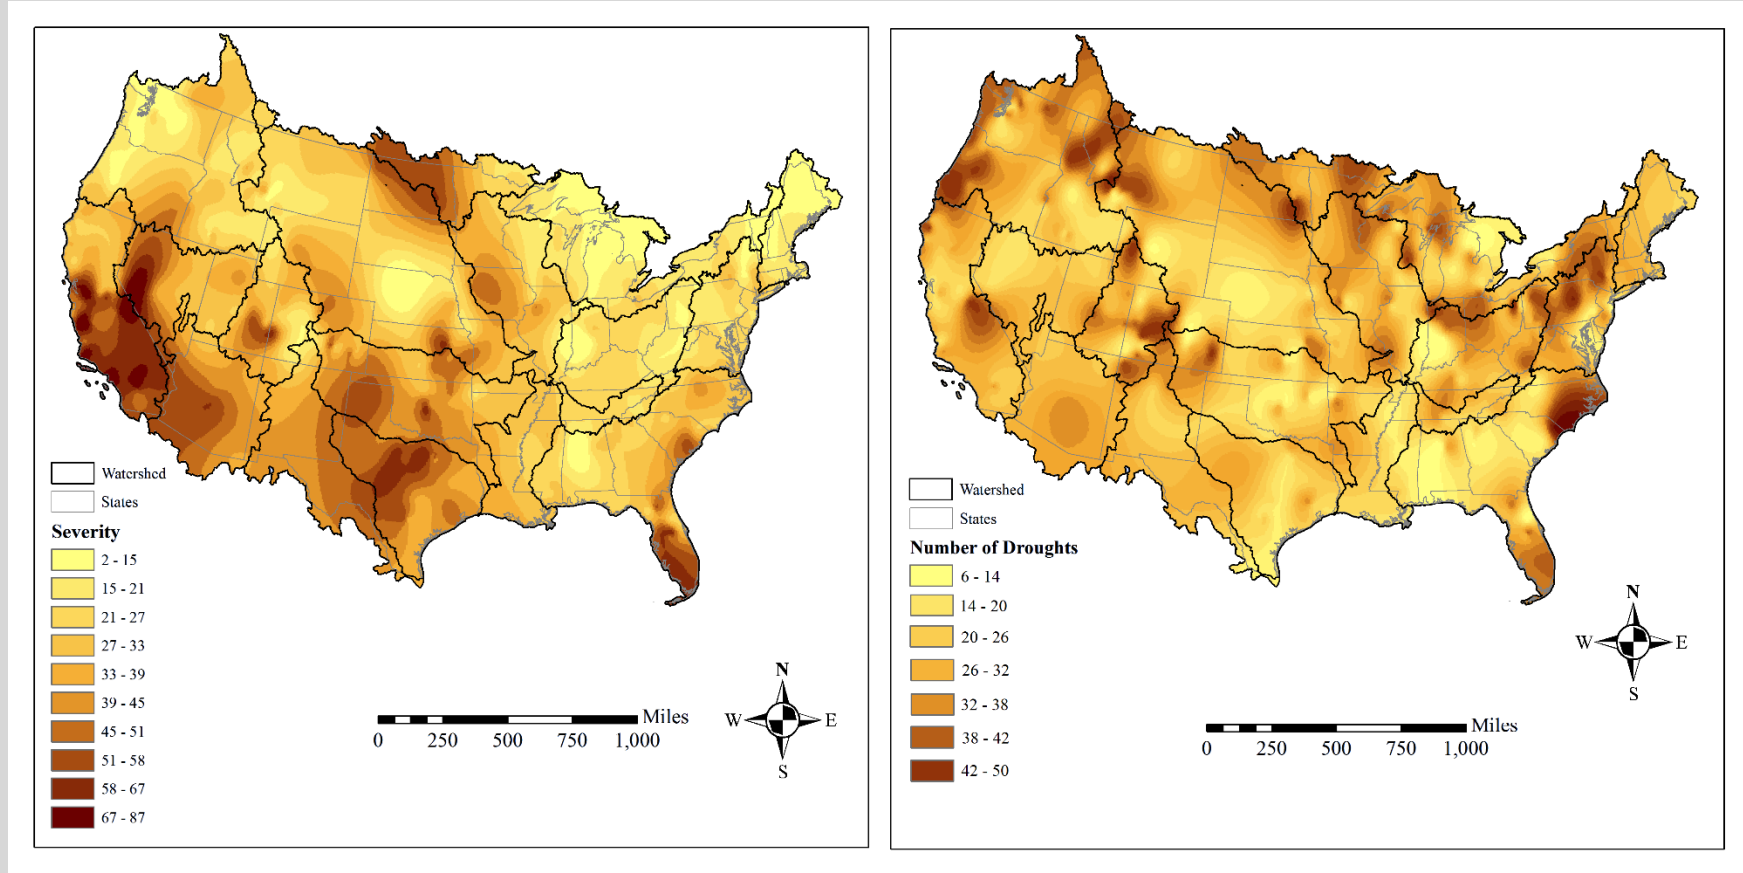 Watershed
States
Severity
2 - 15
15 - 21
21 - 27
27 - 33
33 - 39
39 - 45
45 - 51
51 - 58
58 - 67
67 - 87
N
W E
S
Miles
0 250 500 750 1,000
Watershed
States
Number of Droughts
6 - 14
14 - 20
20 - 26
26 - 32
32 - 38
38 - 42
42 - 50
N
W E
S
Miles
0 250 500 750 1,000